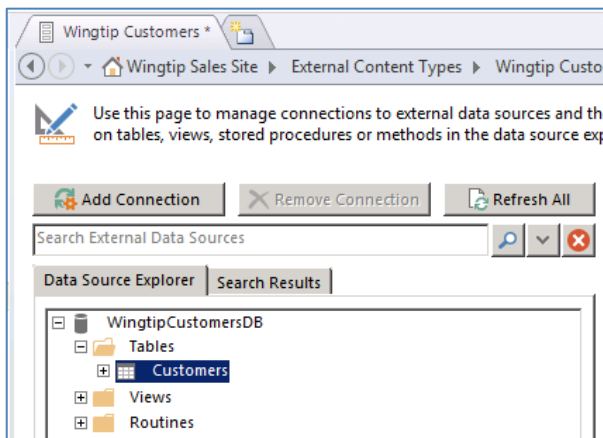 Wingtip Customers *
Wingtip Sales Site External Content Types Wingtip Custo
Use this page to manage connections to external data sources and th
on tables, views, stored procedures or methods in the data source exp
Add Connection Remove Connection Refresh All
Search External Data Sources
Data Source Explorer Search Results
WingtipCustomersDB
Tables
Customers
Views
Routines